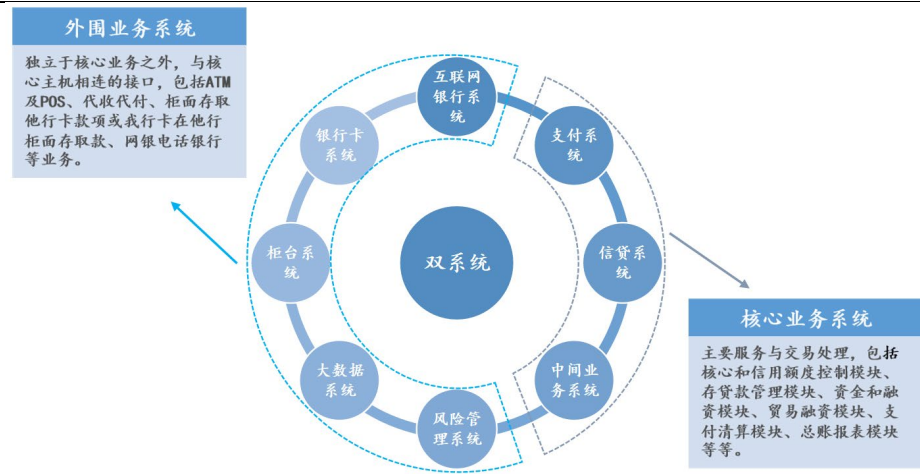 外围业务系统
独立于核心业务之外，与核
心主机相连的接口，包括ATM
及POS、代收代付、柜面存取
他行卡款项或我行卡在他行
柜面存取款、网银电话银行
等业务。
互联网
银行系
统
银行卡
系统
支付系
统
柜台系
统
双系统
信贷系
统
大数据
系统
中间业
务系统
风险管
理系统
核心业务系统
主要服务与交易处理，包括
核心和信用额度控制模块、
存贷款管理模块、资金和融
资模块、贸易融资模块、支
付清算模块、总账报表模块
等等。